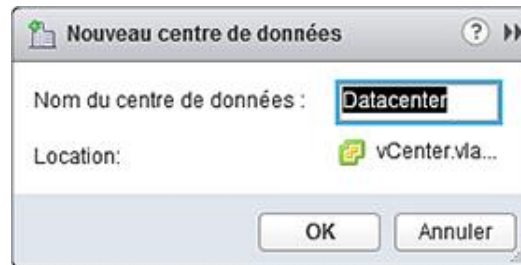 Nouveau centre de données ?
Nom du centre de données : Datacenter
Location: vCenter.vla...
OK Annuler